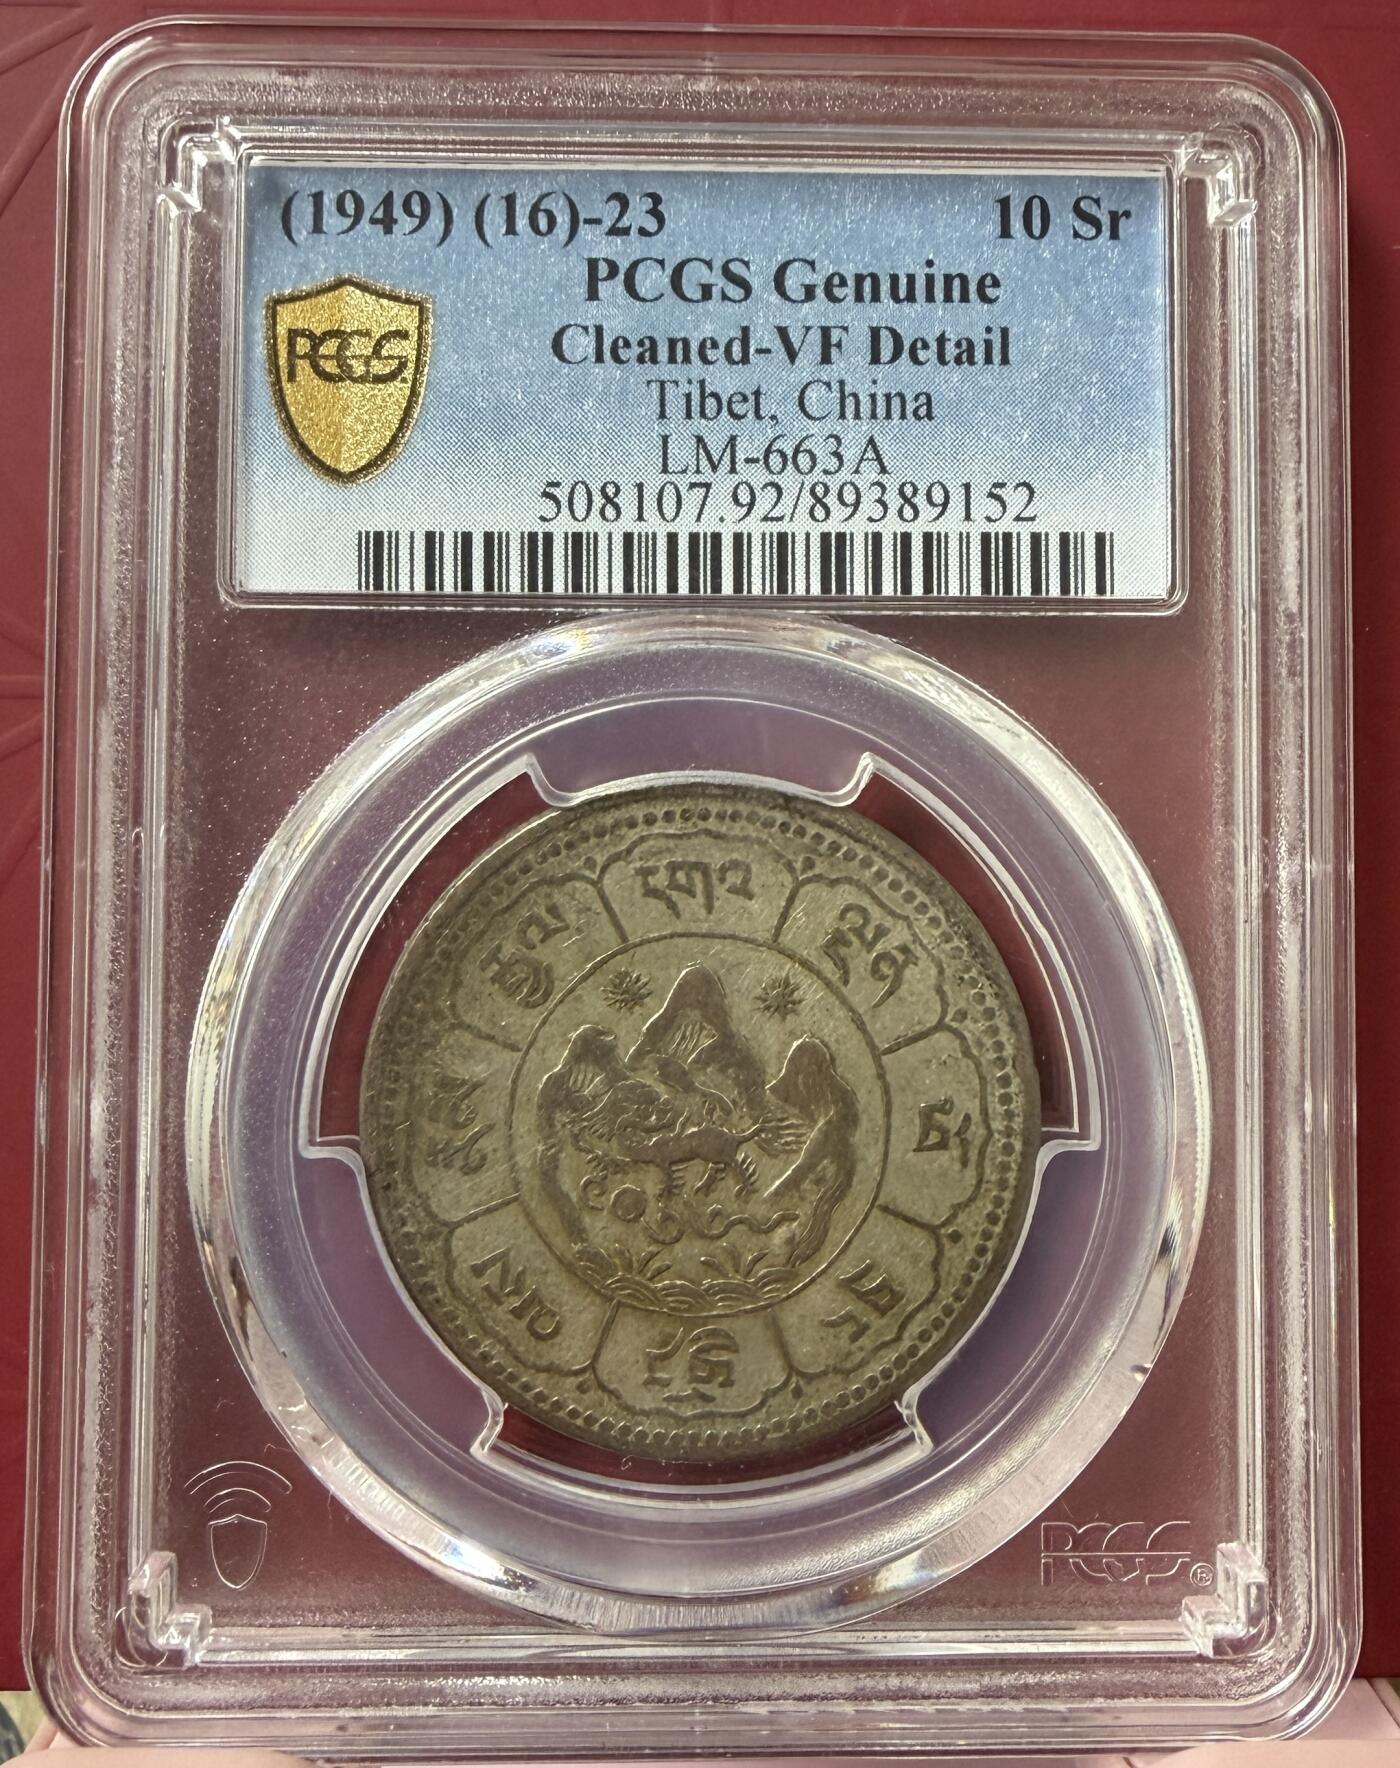 (1949) (16)-23 10 Sr
PCGS Genuine
Cleaned-VF Detail
PCGS
Tibet, China
LM-663A
508107.92/89389152
PCGS®